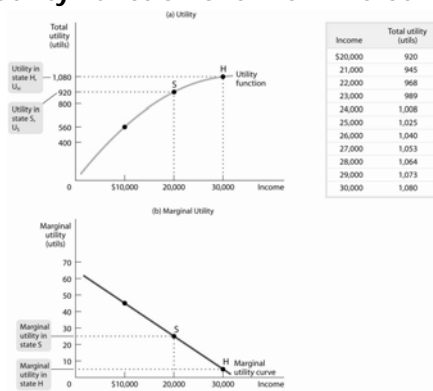 (a) Utility
Total
utility
(utils)
Utility in
state H,
U_H
1,080
920
Utility in
state S,
U_S
800
560
400
S
H
Utility
function
0
$10,000
20,000
30,000
Income
Income
Total utility
(utils)
$20,000 920
21,000 945
22,000 968
23,000 989
24,000 1,008
25,000 1,025
26,000 1,040
27,000 1,053
28,000 1,064
29,000 1,073
30,000 1,080
(b) Marginal Utility
Marginal
utility
(utils)
70
60
50
40
30
20
10
Marginal
utility in
state S
Marginal
utility in
state H
S
H
Marginal
utility curve
0
$10,000
20,000
30,000
Income